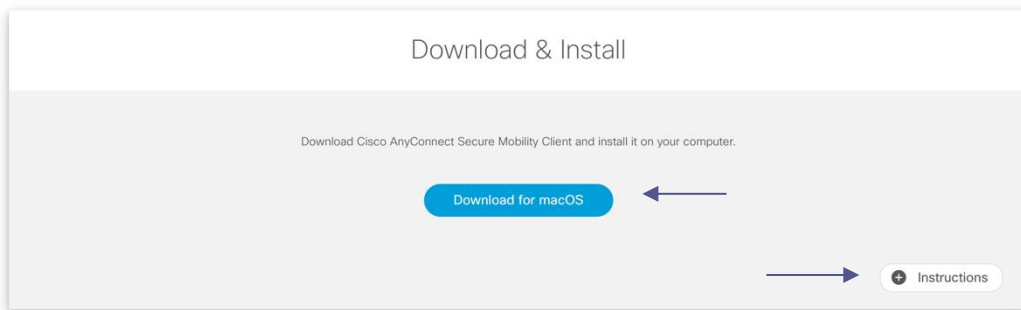 Download & Install
Download Cisco AnyConnect Secure Mobility Client and install it on your computer.
Download for macOS
Instructions